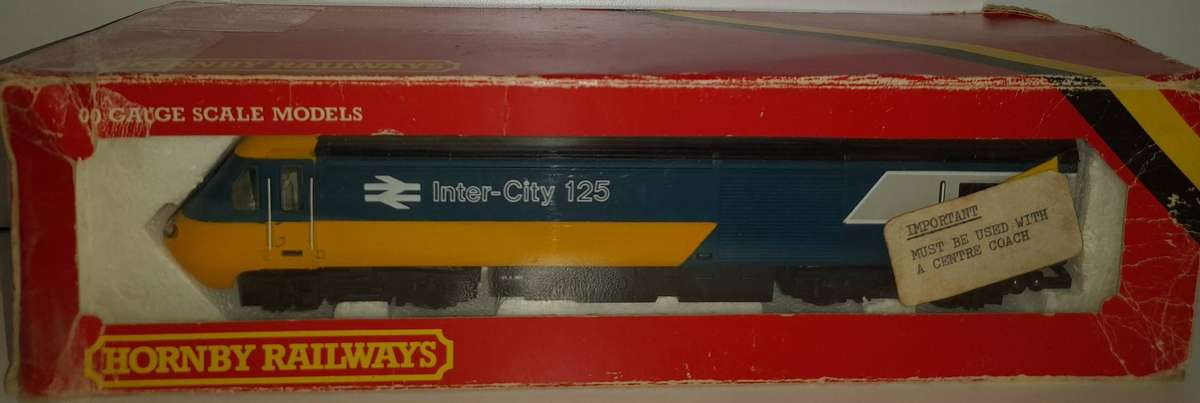 HORNBY RAILWAYS
00 GAUGE SCALE MODELS
Inter-City 125
IMPORTANT
MUST BE USED WITH
A CENTRE COACH
HORNBY RAILWAYS